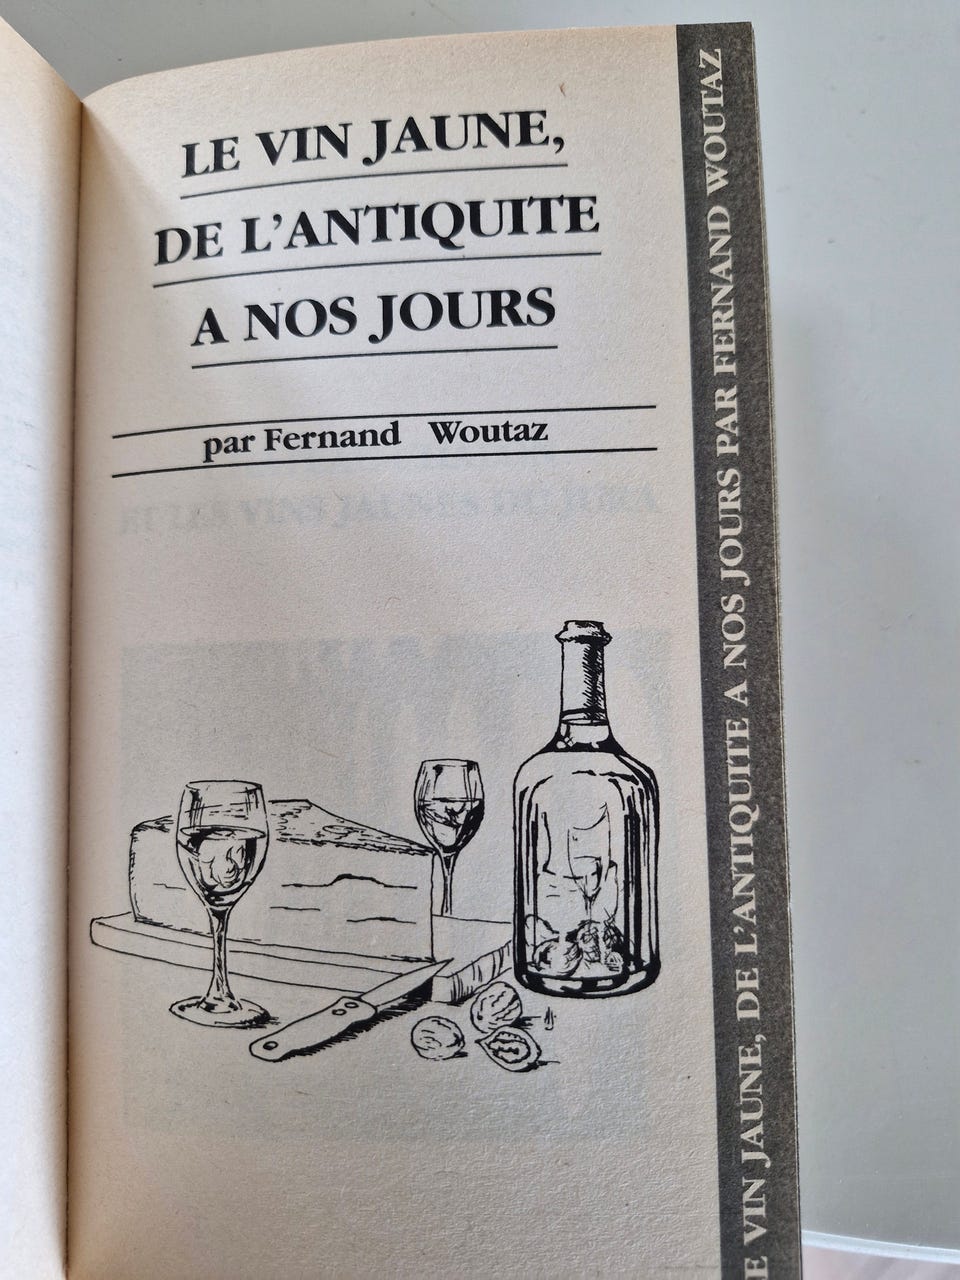 LE VIN JAUNE,
DE L'ANTIQUITE
A NOS JOURS
par Fernand Woutaz
E VIN JAUNE, DE L'ANTIQUITE A NOS JOURS PAR FERNAND WOUTAZ